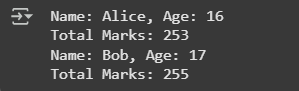 Name: Alice, Age: 16
Total Marks: 253
Name: Bob, Age: 17
Total Marks: 255